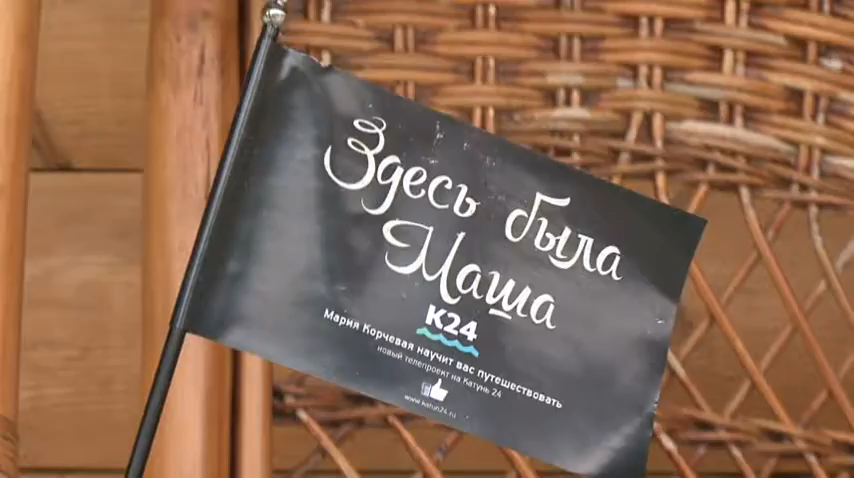 Здесь была
Маша
К24
Мария Корчевая научит вас путешествовать
новый телепроект на Катунь 24
www.katun24.ru